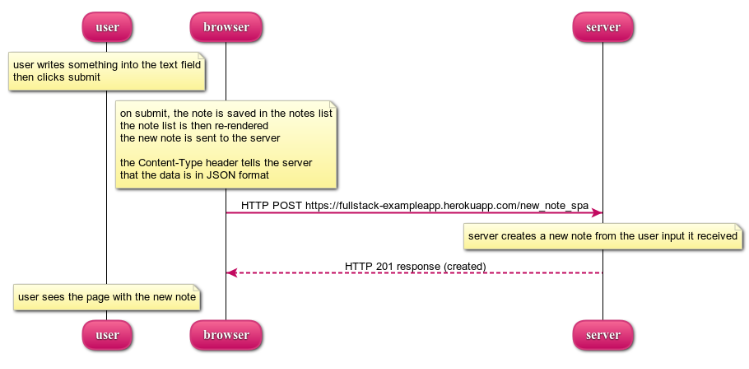 user
browser
server
user writes something into the text field
then clicks submit
on submit, the note is saved in the notes list
the note list is then re-rendered
the new note is sent to the server
the Content-Type header tells the server
that the data is in JSON format
HTTP POST https://fullstack-exampleapp.herokuapp.com/new_note_spa
server creates a new note from the user input it received
HTTP 201 response (created)
user sees the page with the new note
user
browser
server